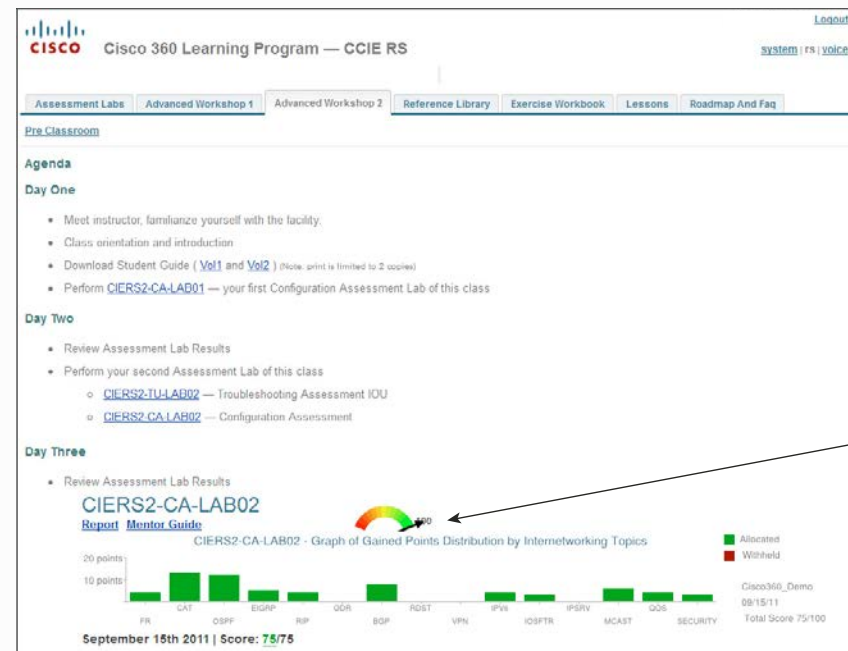 Logout
CISCO Cisco 360 Learning Program — CCIE RS
system | rs | voice
Assessment Labs Advanced Workshop 1 Advanced Workshop 2 Reference Library Exercise Workbook Lessons Roadmap And Faq
Pre Classroom
Agenda
Day One
Meet instructor, familiarize yourself with the facility.
Class orientation and introduction
Download Student Guide ( Vol1 and Vol2 ) (Note: print is limited to 2 copies)
Perform CIERS2-CA-LAB01 — your first Configuration Assessment Lab of this class
Day Two
Review Assessment Lab Results
Perform your second Assessment Lab of this class
CIERS2-TU-LAB02 — Troubleshooting Assessment IOU
CIERS2-CA-LAB02 — Configuration Assessment
Day Three
Review Assessment Lab Results
CIERS2-CA-LAB02
Report Mentor Guide
100
CIERS2-CA-LAB02 - Graph of Gained Points Distribution by Internetworking Topics
Allocated
Withheld
20 points
10 points
Cisco360_Demo
09/15/11
Total Score 75/100
CAT EIGRP ODR RDST IPV6 IPSRV QOS
FR OSPF RIP BGP VPN IOSFTR MCAST SECURITY
September 15th 2011 | Score: 75/75